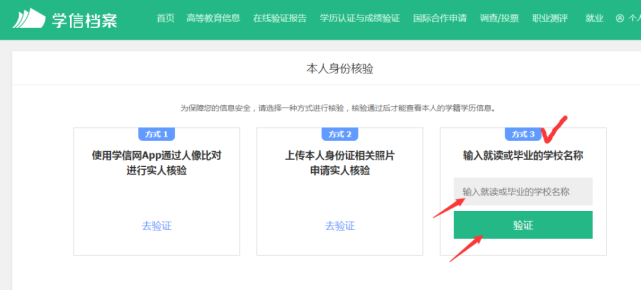 学信档案
首页 高等教育信息 在线验证报告 学历认证与成绩验证 国际合作申请 调查/投票 职业测评 就业 个人
本人身份核验
为保障您的信息安全，请选择一种方式进行核验，核验通过后才能查看本人的学籍学历信息。
方式 1
使用学信网App通过人像比对
进行实人核验
去验证
方式 2
上传本人身份证相关照片
申请实人核验
去验证
方式 3
输入就读或毕业的学校名称
输入就读或毕业的学校名称
验证